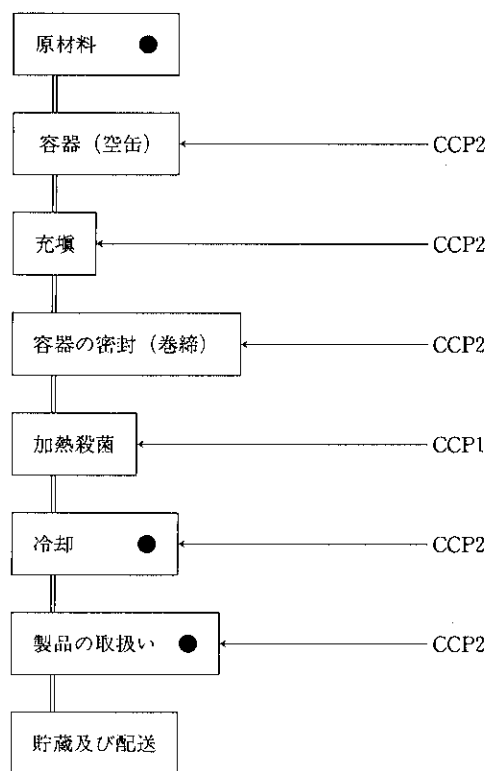 原材料 ●
容器（空缶） CCP2
充塡 CCP2
容器の密封（巻締） CCP2
加熱殺菌 CCP1
冷却 ● CCP2
製品の取扱い ● CCP2
貯蔵及び配送